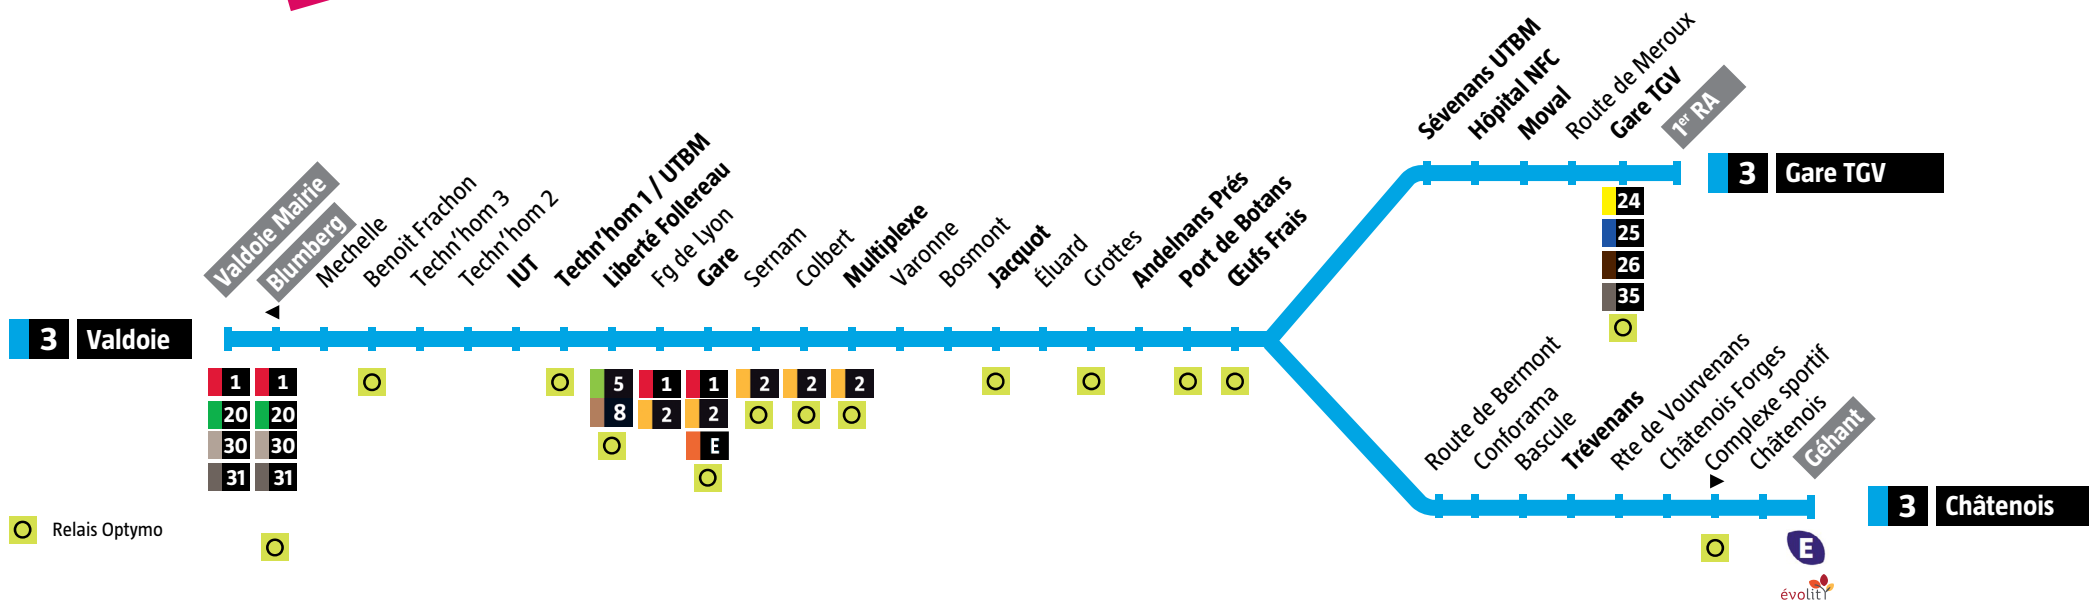 3 Valdoie
Valdoie Mairie
Blumberg
Mechelle
Benoit Frachon
Techn'hom 3
Techn'hom 2
IUT
Techn'hom 1 / UTBM
Liberté Follereau
Fg de Lyon
Gare
Sernam
Colbert
Multiplexe
Varonne
Bosmont
Jacquot
Éluard
Grottes
Andelnans Prés
Port de Botans
Œufs Frais
Sévenans UTBM
Hôpital NFC
Moval
Route de Meroux
Gare TGV
1er RA
3 Gare TGV
24
25
26
35
Route de Bermont
Conforama
Bascule
Trévenans
Rte de Vourvenans
Châtenois Forges
Complexe sportif
Châtenois
Géhant
3 Châtenois
1
20
30
31
1
20
30
31
5
8
1
2
1
2
E
2
2
2
Relais Optymo
E
évolitY